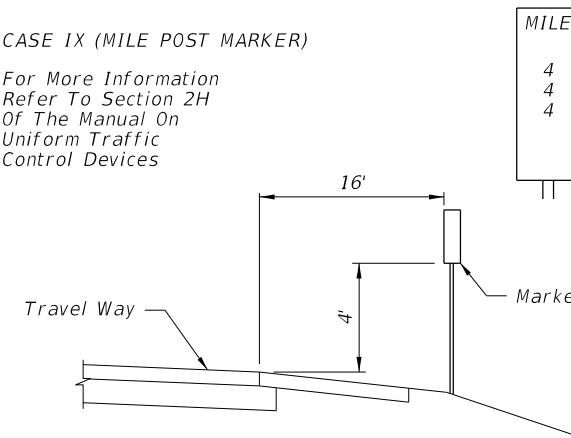 CASE IX (MILE POST MARKER)
For More Information
Refer To Section 2H
Of The Manual On
Uniform Traffic
Control Devices
MILE
4
4
4
16'
4'
Travel Way